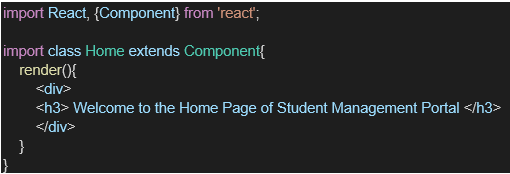 import React, {Component} from 'react';
import class Home extends Component{
render(){
<div>
<h3> Welcome to the Home Page of Student Management Portal </h3>
</div>
}
}